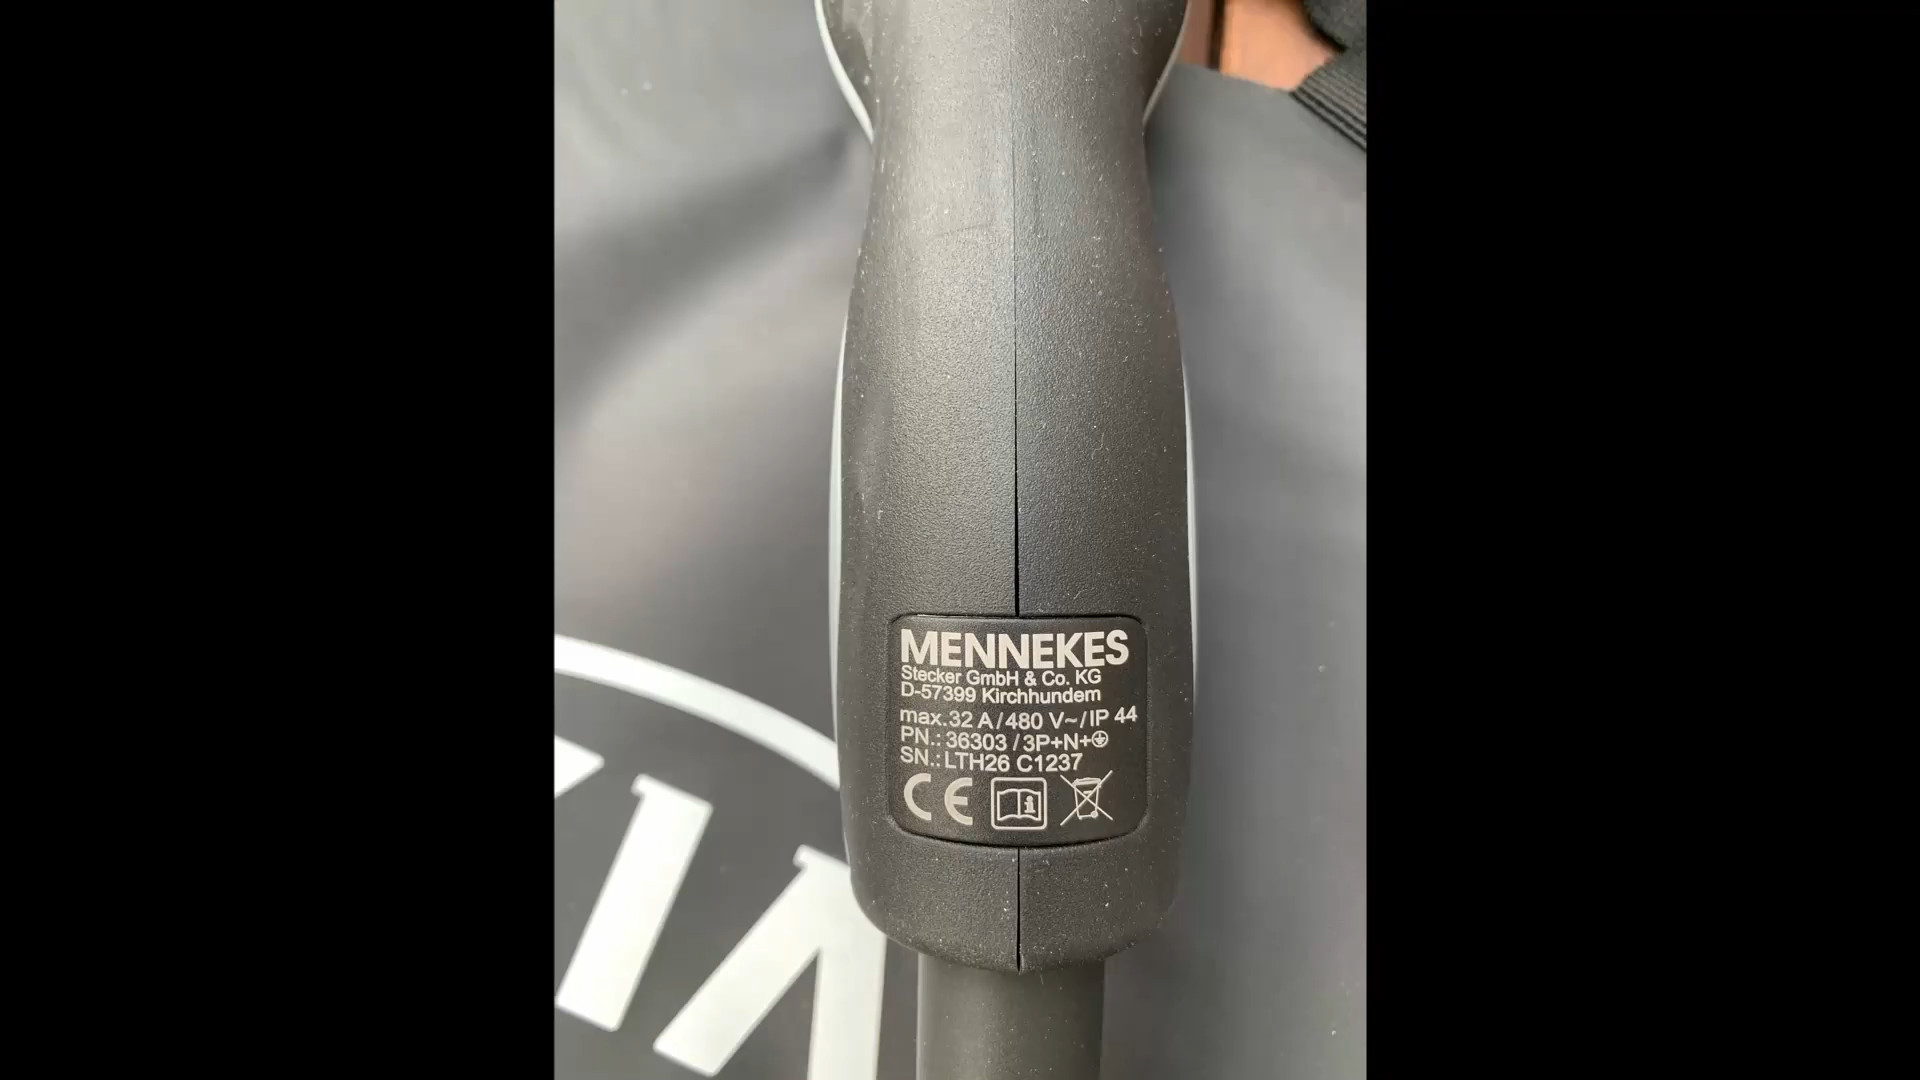 MENNEKES
Stecker GmbH & Co. KG
D-57399 Kirchhundem
max.32 A/480 V~/IP 44
PN.: 36303/3P+N+⏚
SN.: LTH26 C1237
CE
KIA